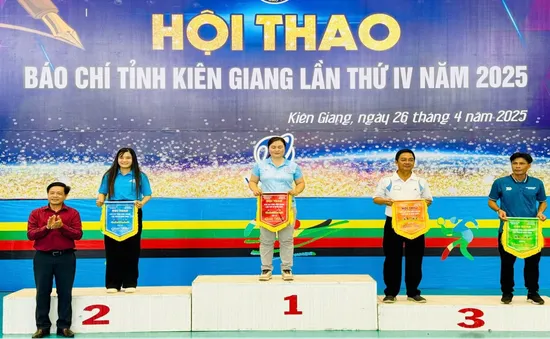 HỘI THAO
BÁO CHÍ TỈNH KIÊN GIANG LẦN THỨ IV NĂM 2025
Kiên Giang, ngày 26 tháng 4 năm 2025
2
1
3